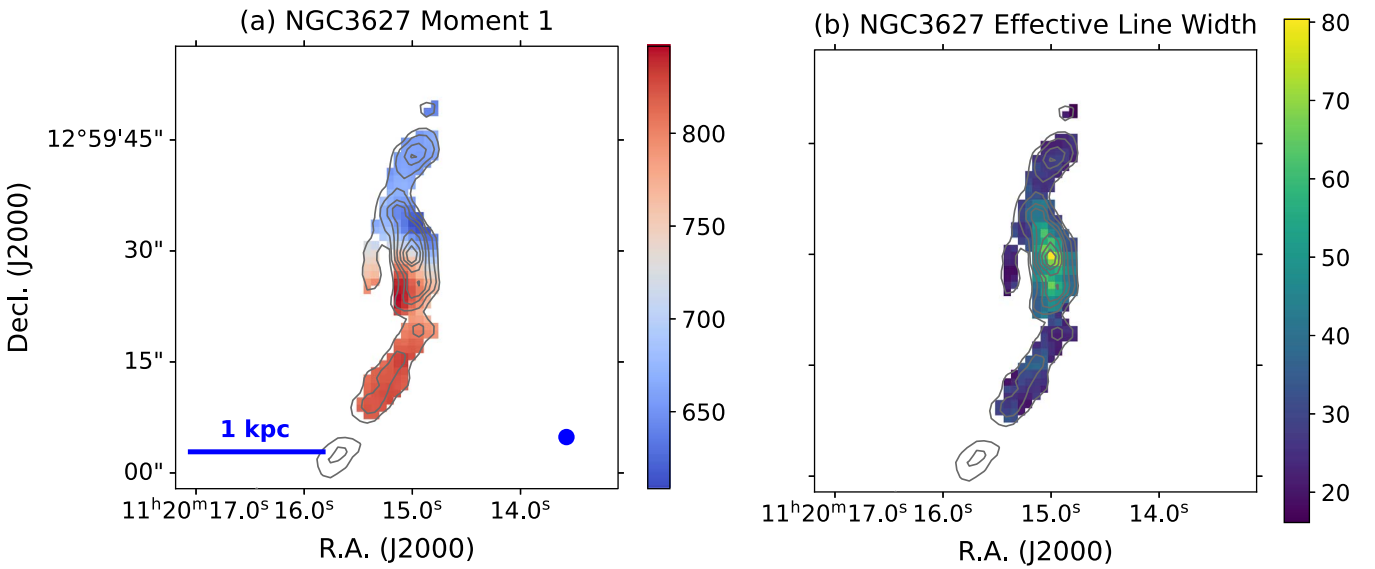 (a) NGC3627 Moment 1
12°59'45"
30"
15"
00"
Decl. (J2000)
1 kpc
11ʰ20ᵐ17.0ˢ 16.0ˢ 15.0ˢ 14.0ˢ
R.A. (J2000)
800
750
700
650
(b) NGC3627 Effective Line Width
11ʰ20ᵐ17.0ˢ 16.0ˢ 15.0ˢ 14.0ˢ
R.A. (J2000)
80
70
60
50
40
30
20